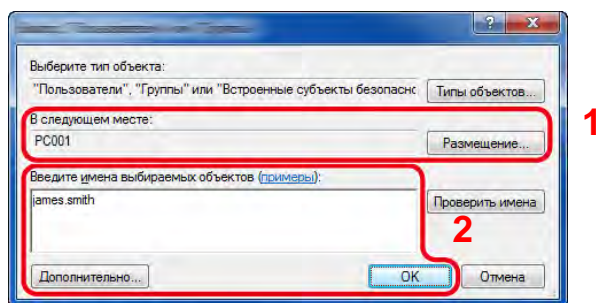 Выберите тип объекта:
"Пользователи", "Группы" или "Встроенные субъекты безопасно
Типы объектов...
В следующем месте:
1
PC001
Размещение...
Введите имена выбираемых объектов (примеры):
james.smith
Проверить имена
2
Дополнительно...
OK
Отмена